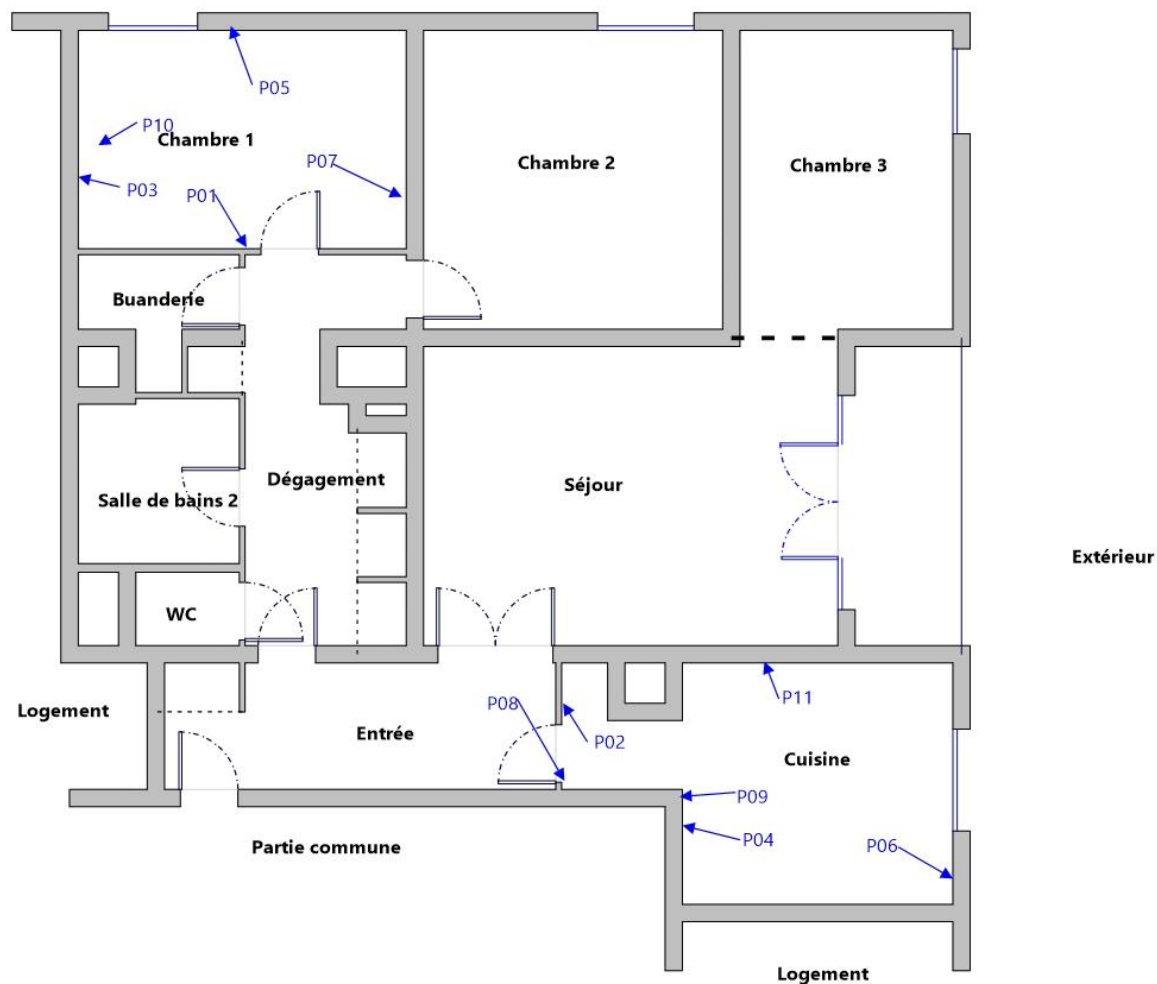 P05
P10
Chambre 1
P07
P03
P01
Chambre 2
Chambre 3
Buanderie
Dégagement
Séjour
Salle de bains 2
Extérieur
WC
Logement
P08
P11
Entrée
P02
Cuisine
P09
P04
P06
Partie commune
Logement